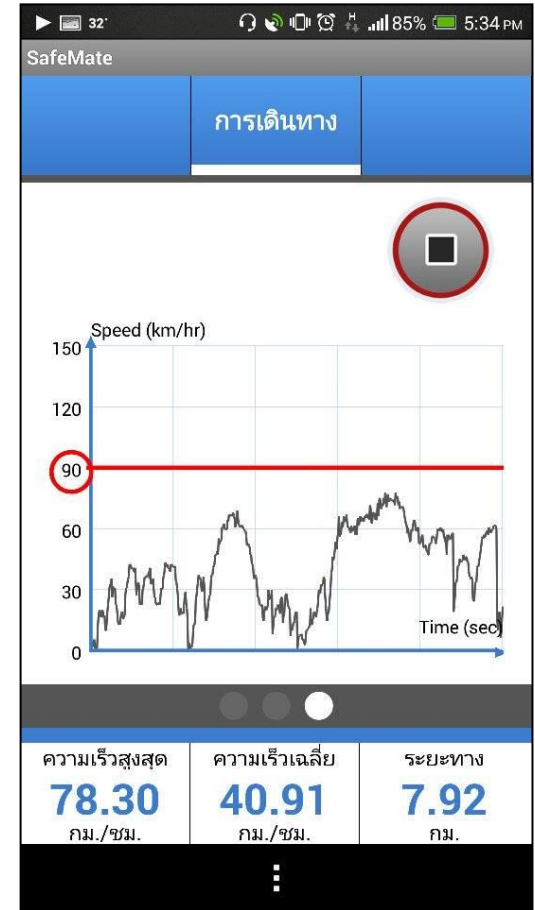 32°
H
85%
5:34 PM
SafeMate
การเดินทาง
Speed (km/hr)
150
120
90
60
30
0
Time (sec)
ความเร็วสูงสุด
78.30
กม./ชม.
ความเร็วเฉลี่ย
40.91
กม./ชม.
ระยะทาง
7.92
กม.